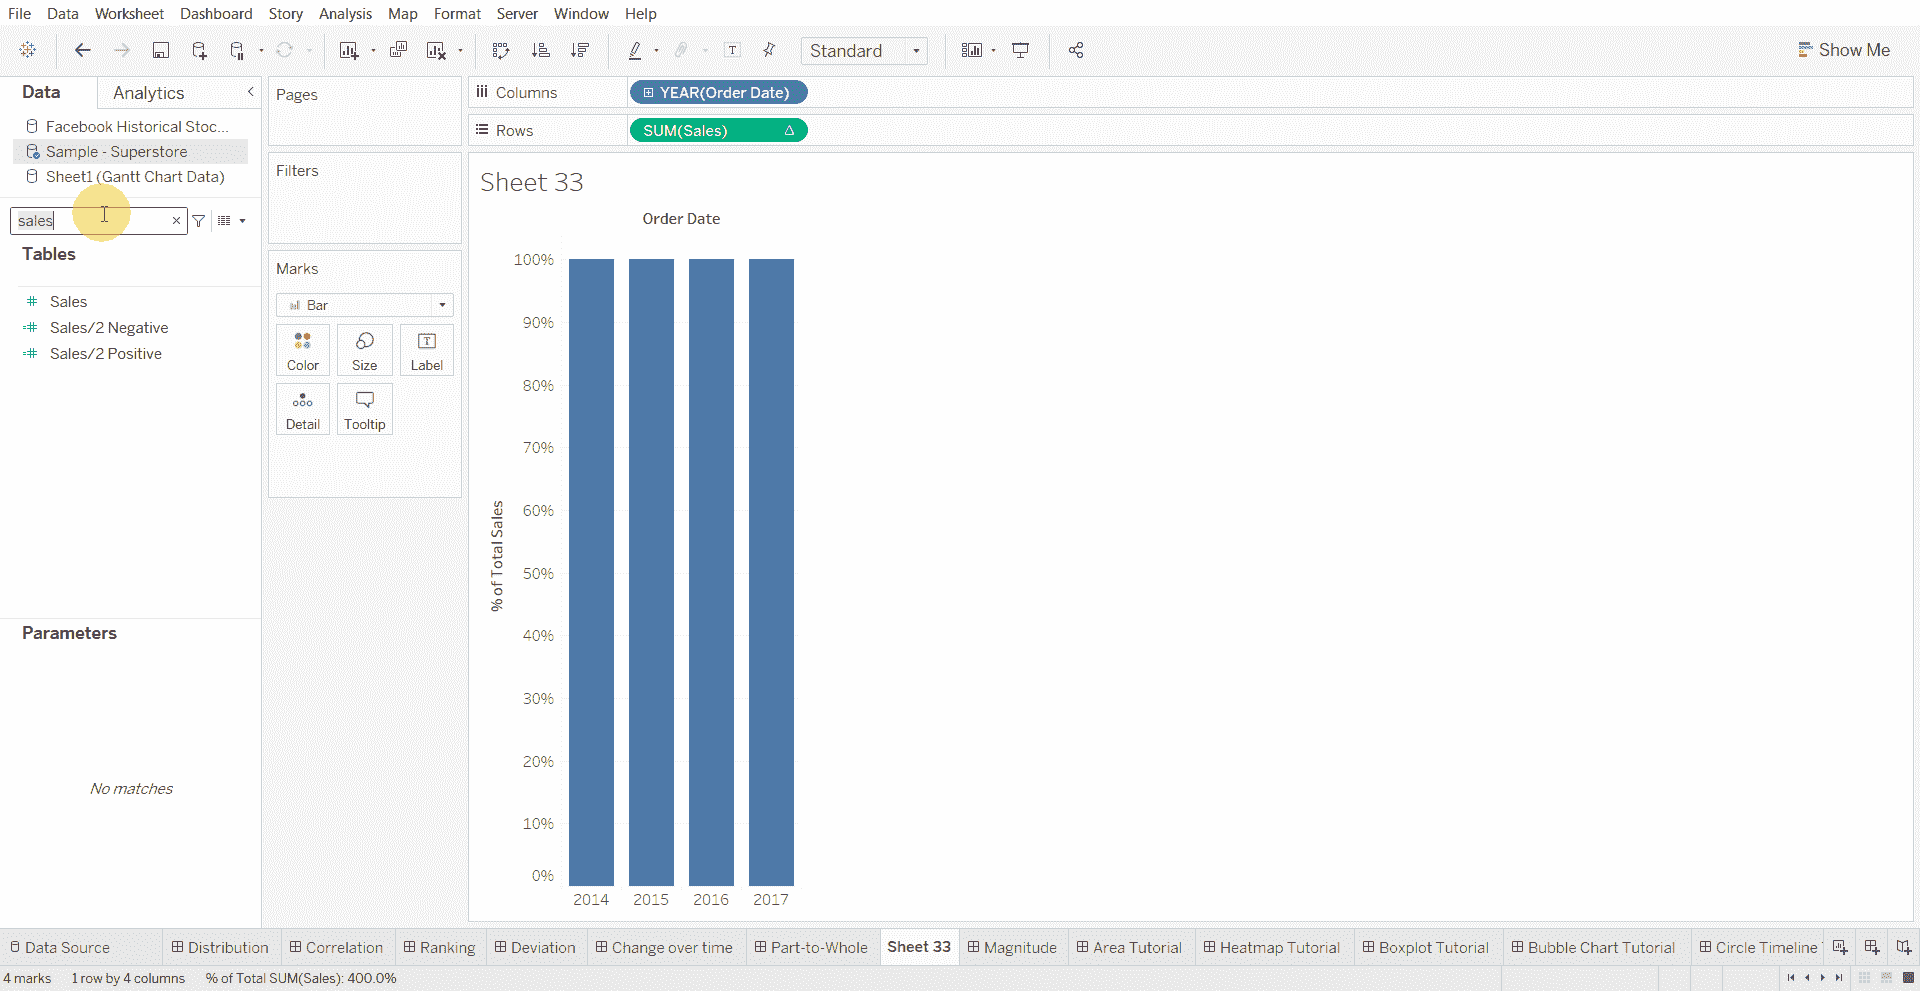 File Data Worksheet Dashboard Story Analysis Map Format Server Window Help
Standard
Show Me
Data Analytics
Facebook Historical Stoc...
Sample - Superstore
Sheet1 (Gantt Chart Data)
sales
Tables
Sales
Sales/2 Negative
Sales/2 Positive
Parameters
No matches
Pages
Filters
Marks
Bar
Color Size Label
Detail Tooltip
Columns YEAR(Order Date)
Rows SUM(Sales)
Sheet 33
Order Date
% of Total Sales
100%
90%
80%
70%
60%
50%
40%
30%
20%
10%
0%
2014 2015 2016 2017
Data Source Distribution Correlation Ranking Deviation Change over time Part-to-Whole Sheet 33 Magnitude Area Tutorial Heatmap Tutorial Boxplot Tutorial Bubble Chart Tutorial Circle Timeline
4 marks 1 row by 4 columns % of Total SUM(Sales): 400.0%